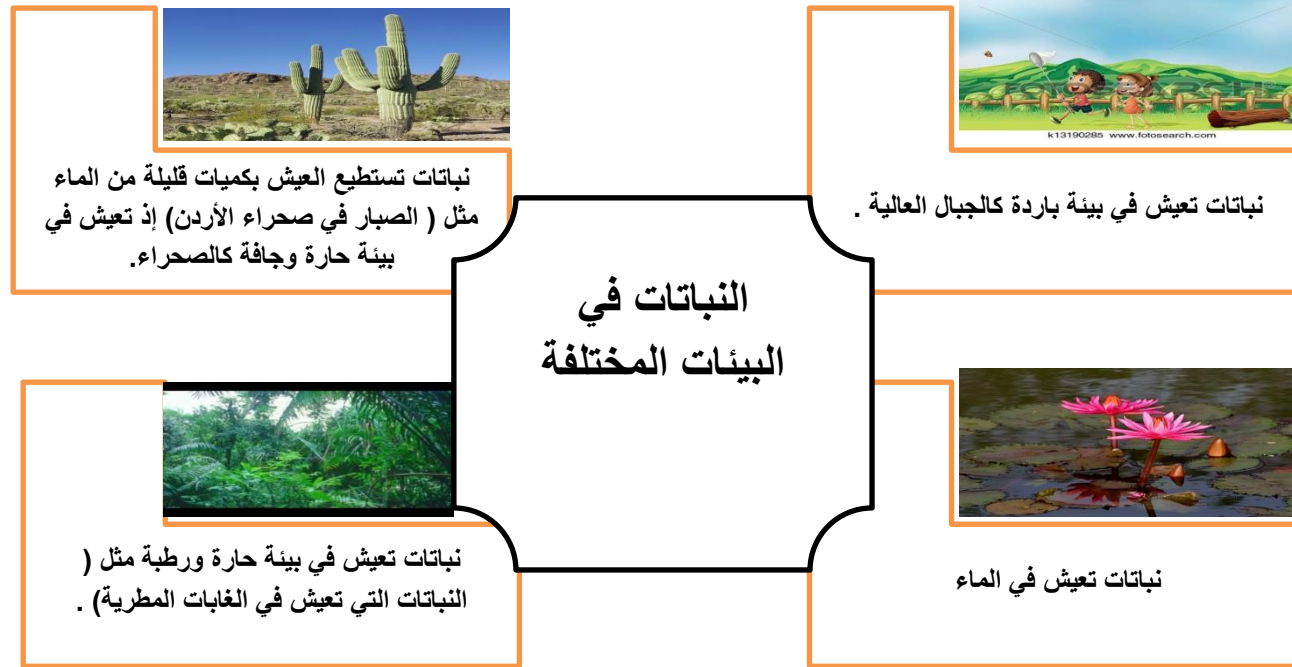 النباتات في
البيئات المختلفة
k13190285 www.fotosearch.com
نباتات تعيش في بيئة باردة كالجبال العالية .
نباتات تستطيع العيش بكميات قليلة من الماء
مثل ( الصبار في صحراء الأردن) إذ تعيش في
بيئة حارة وجافة كالصحراء.
نباتات تعيش في الماء
نباتات تعيش في بيئة حارة ورطبة مثل (
النباتات التي تعيش في الغابات المطرية) .